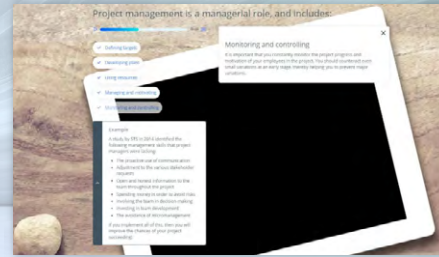 Project management is a managerial role, and includes:
Defining targets
Developing plans
Using resources
Managing and motivating
Monitoring and controlling
Monitoring and controlling
It is important that you constantly monitor the project progress and
motivation of your employees in the project. You should counteract even
small variations at an early stage, thereby helping you to prevent major
variations.
Example
A study by
identified the
following management skills that project
managers were lacking:
The proactive use of communication
Adjustment to the various stakeholder
requests
Open and honest information to the
team throughout the project
Spending money in order to avoid risks
Involving the team in decision-making
Investing in team development
The avoidance of micromanagement
If you implement all of this, then you will
improve the chances of your project
succeeding!